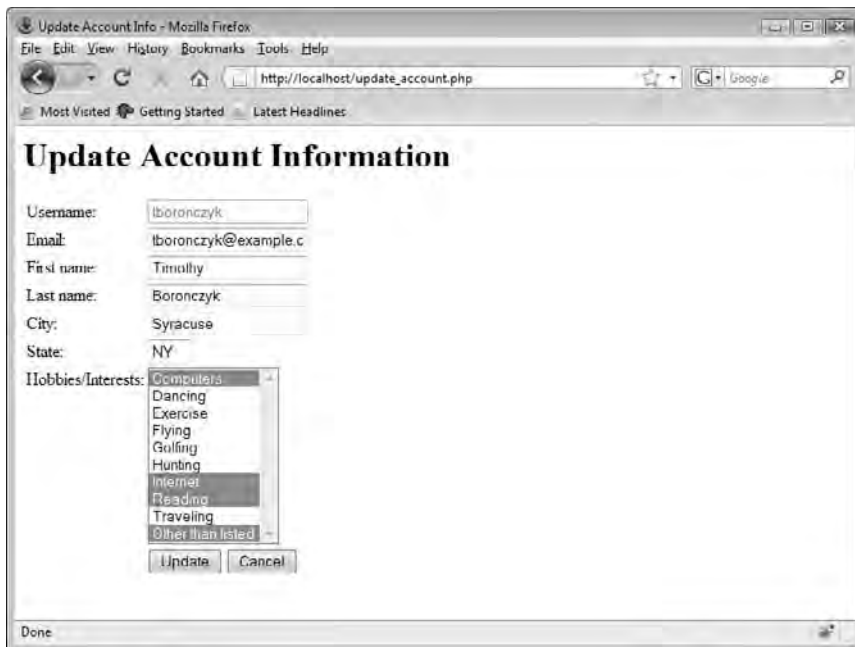 Update Account Info - Mozilla Firefox
File Edit View History Bookmarks Tools Help
http://localhost/update_account.php
G Google
Most Visited Getting Started Latest Headlines
Update Account Information
Username: tboronczyk
Email: tboronczyk@example.c
First name: Timothy
Last name: Boronczyk
City: Syracuse
State: NY
Hobbies/Interests: Computers
Dancing
Exercise
Flying
Golfing
Hunting
Internet
Reading
Traveling
Other than listed
Update Cancel
Done